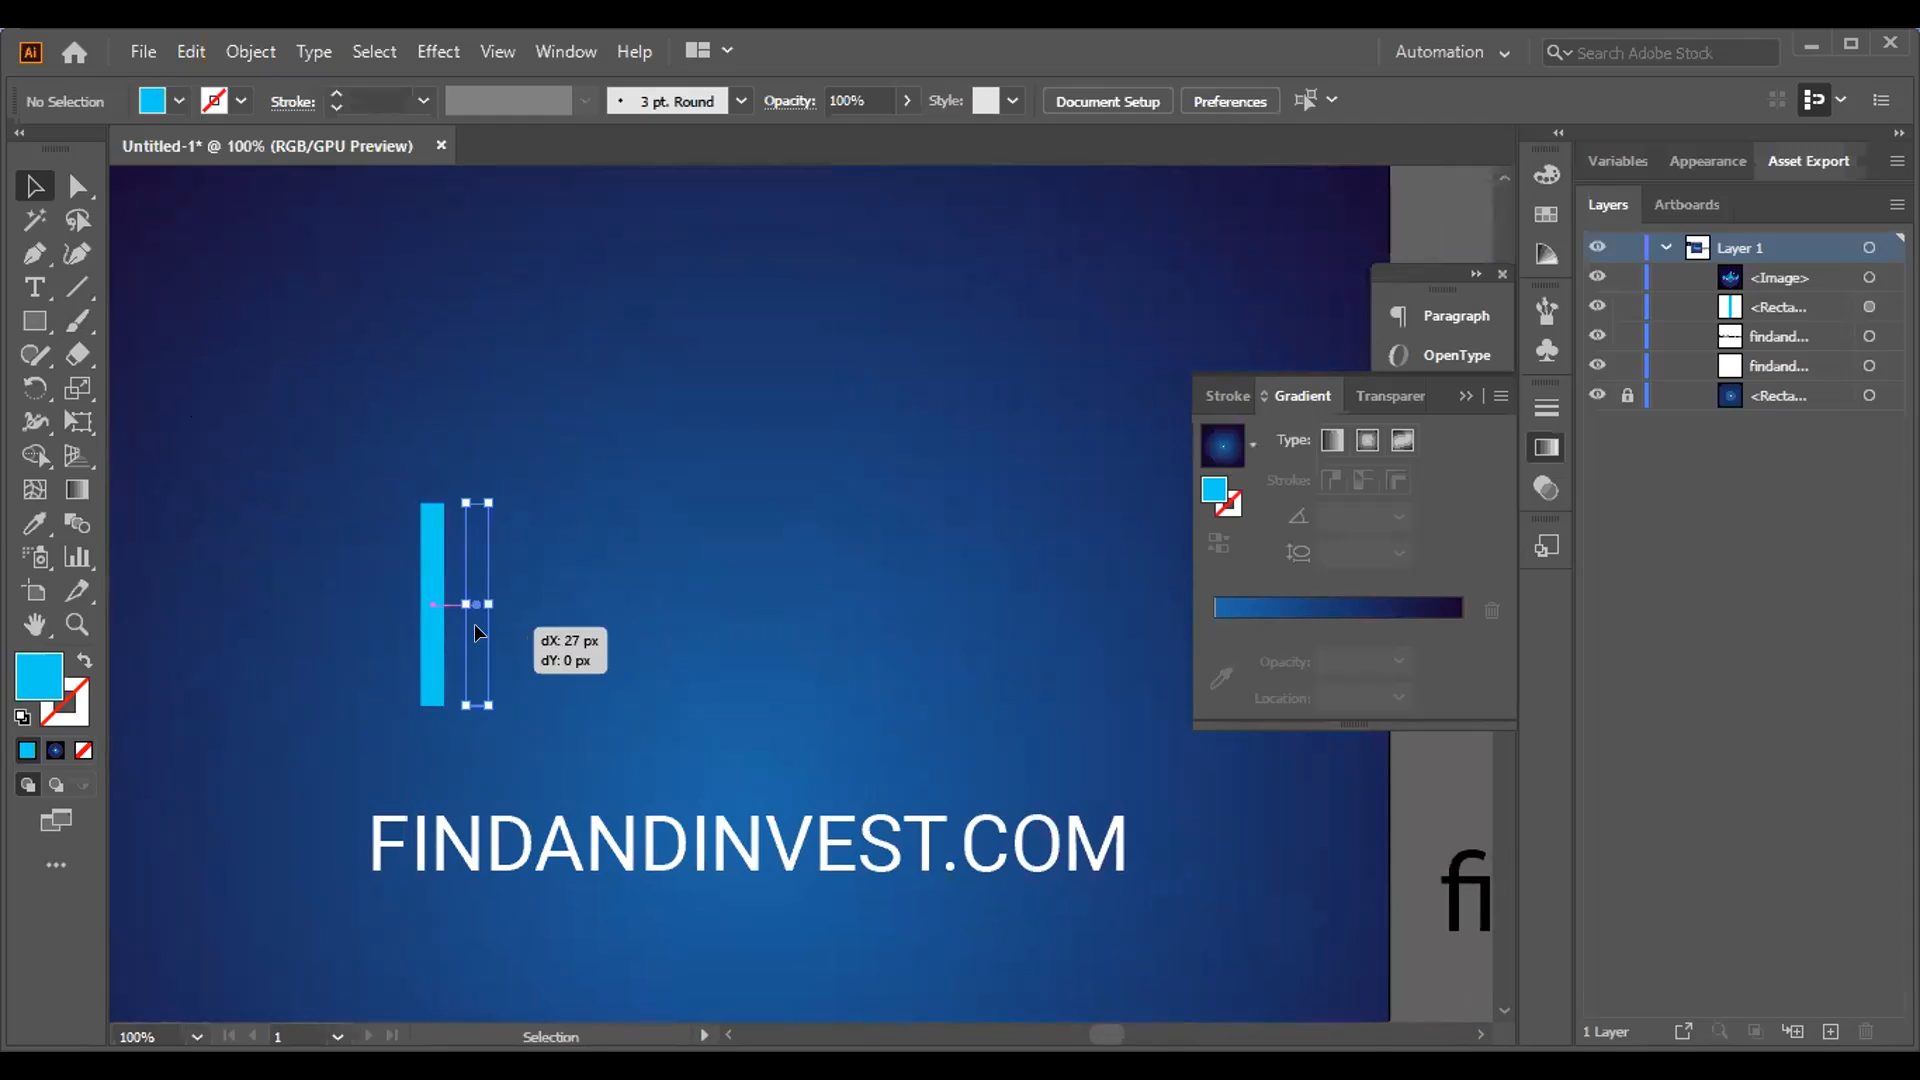 Ai
File Edit Object Type Select Effect View Window Help
Automation
Search Adobe Stock
No Selection
Stroke:
3 pt. Round
Opacity: 100%
Style:
Document Setup
Preferences
Untitled-1* @ 100% (RGB/GPU Preview)
Variables Appearance Asset Export
Layers Artboards
Layer 1
<Image>
<Recta...
findand...
findand...
<Recta...
Paragraph
OpenType
Stroke Gradient Transparer
Type:
Stroke:
Opacity:
Location:
dX: 27 px
dY: 0 px
FINDANDINVEST.COM
fi
100%
1
Selection
1 Layer